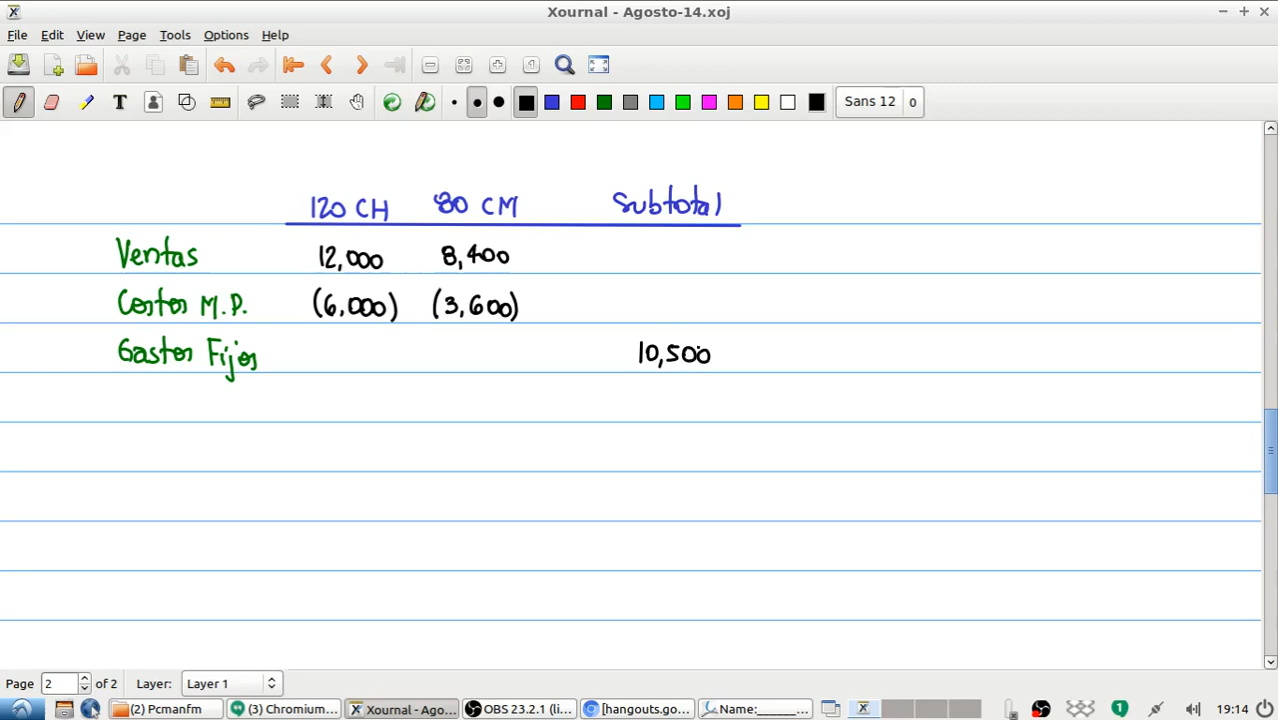 Xournal - Agosto-14.xoj
File Edit View Page Tools Options Help
T Sans 12 0
120 CH 80 CM Subtotal
Ventas 12,000 8,400
Costos M.P. (6,000) (3,600)
Gastos Fijos 10,500
Page 2 of 2 Layer: Layer 1
(2) Pcmanfm (3) Chromium... Xournal - Ago... OBS 23.2.1 (li... [hangouts.go... Name:______... 1 19:14